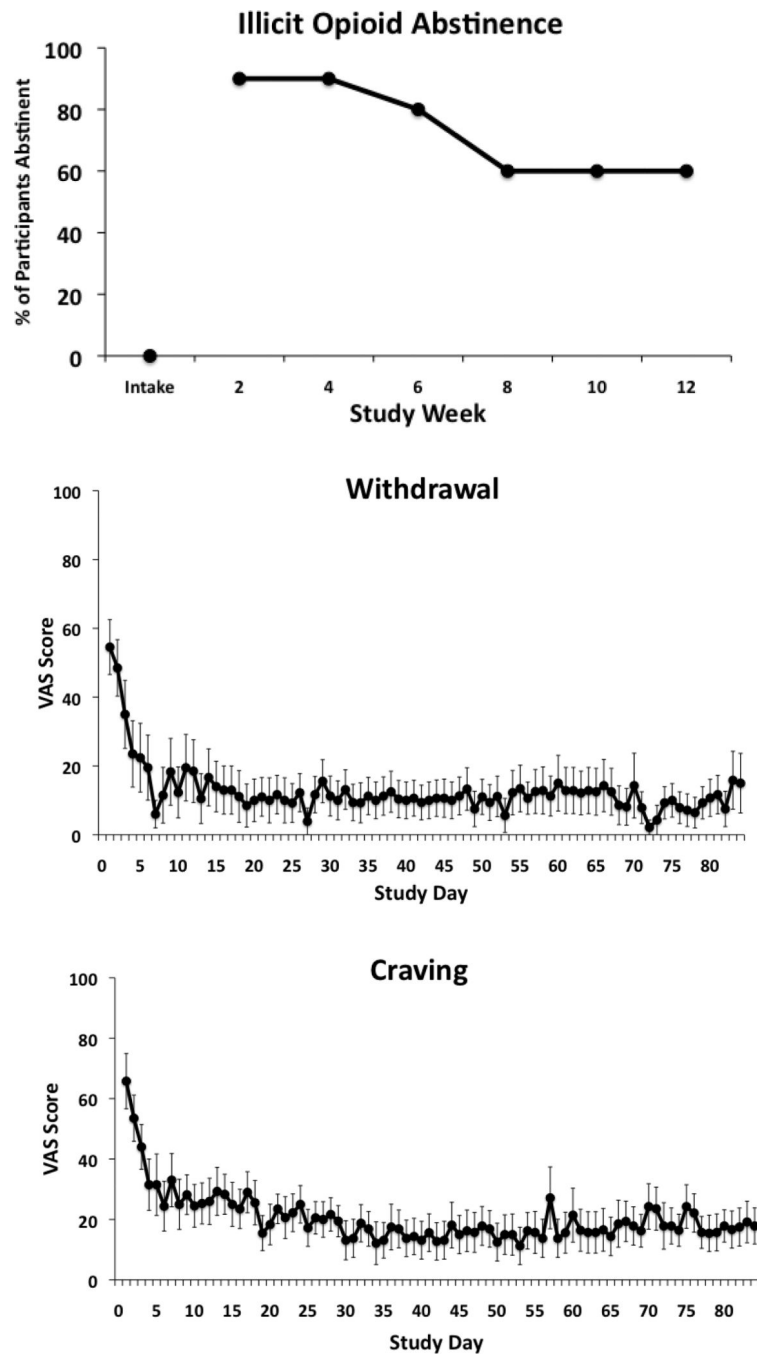 Illicit Opioid Abstinence
% of Participants Abstinent
100
80
60
40
20
0
Intake 2 4 6 8 10 12
Study Week
Withdrawal
VAS Score
100
80
60
40
20
0
0 5 10 15 20 25 30 35 40 45 50 55 60 65 70 75 80
Study Day
Craving
VAS Score
100
80
60
40
20
0
0 5 10 15 20 25 30 35 40 45 50 55 60 65 70 75 80
Study Day